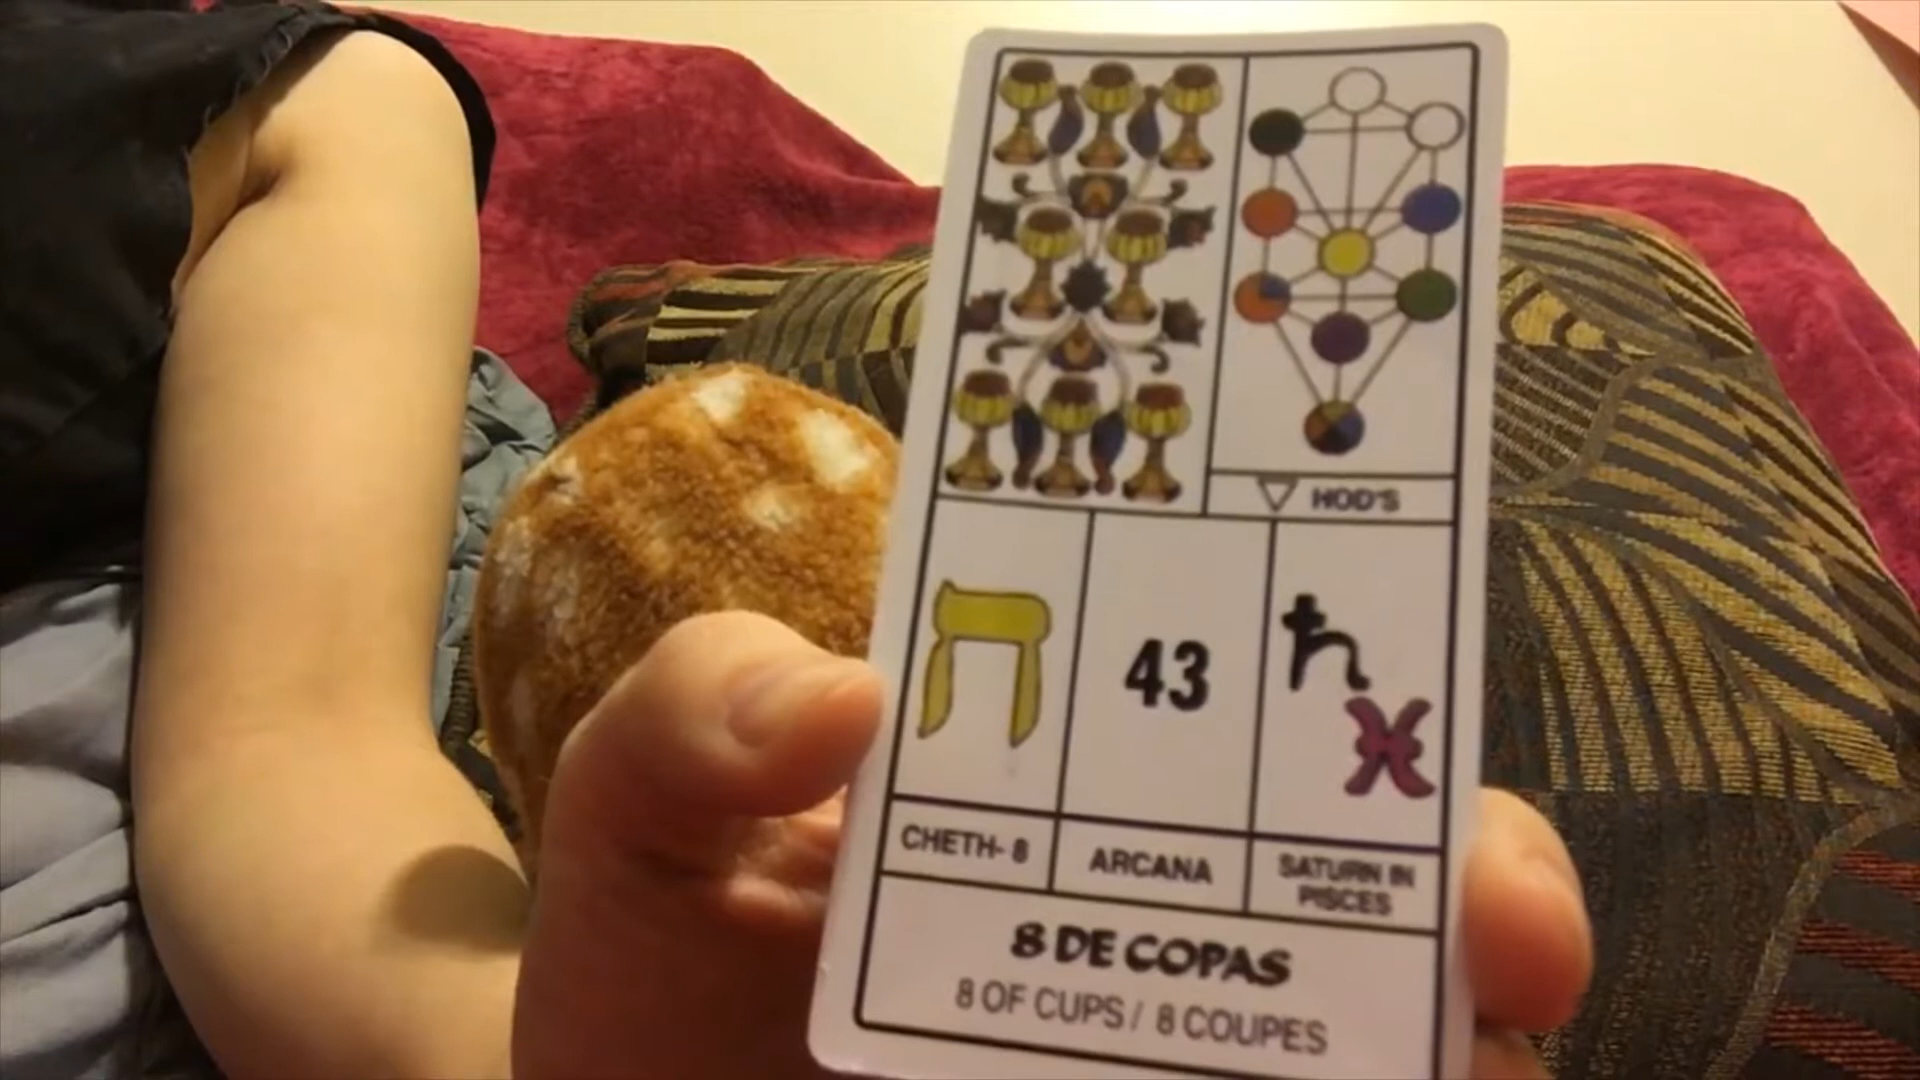 HOD'S
ח
43
♄
♓
CHETH- 8
ARCANA
SATURN IN
PISCES
8 DE COPAS
8 OF CUPS / 8 COUPES